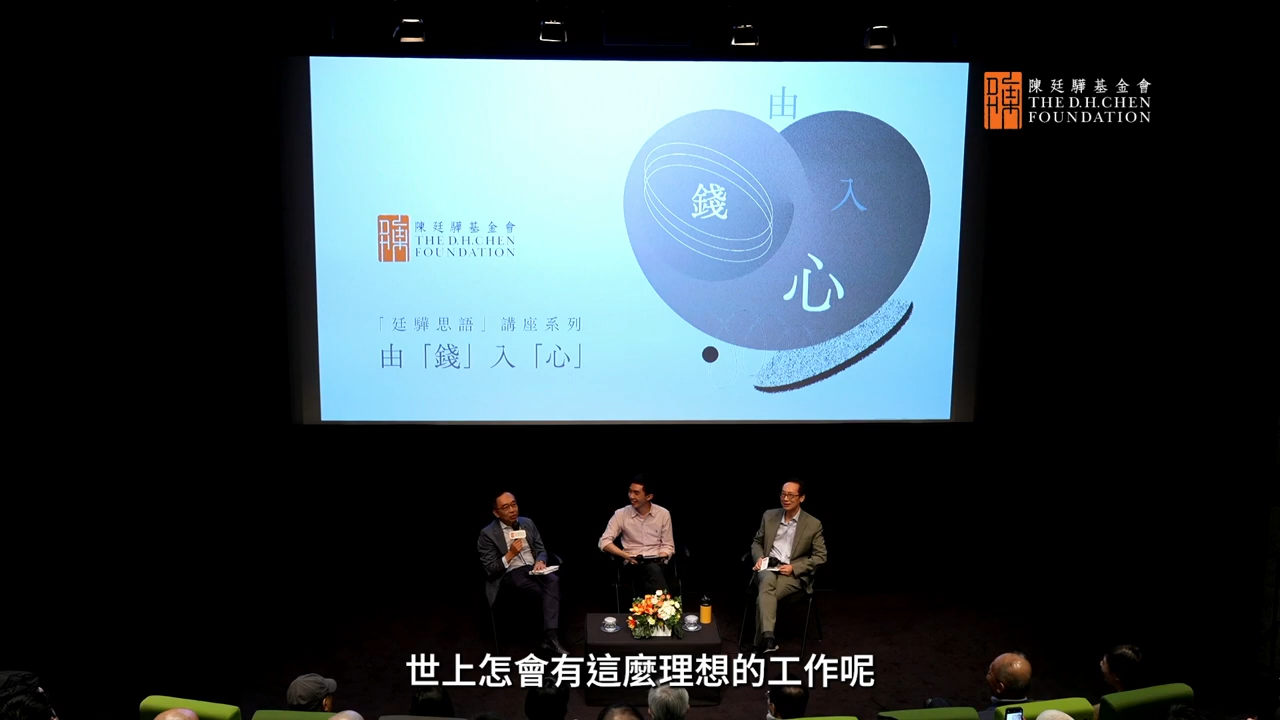 由
錢
入
心
陳廷驊基金會
THE D. H. CHEN
FOUNDATION
「廷驊思語」講座系列
由「錢」入「心」
陳廷驊基金會
THE D. H. CHEN
FOUNDATION
世上怎會有這麼理想的工作呢